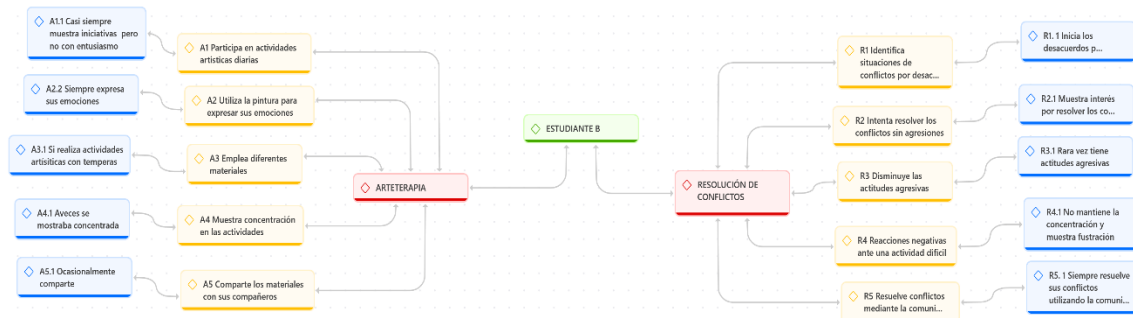 A1.1 Casi siempre
muestra iniciativas pero
no con entusiasmo
A2.2 Siempre expresa
sus emociones
A3.1 Si realiza actividades
artisiticas con temperas
A4.1 Aveces se
mostraba concentrada
A5.1 Ocasionalmente
comparte
A1 Participa en actividades
artísticas diarias
A2 Utiliza la pintura para
expresar sus emociones
A3 Emplea diferentes
materiales
A4 Muestra concentración
en las actividades
A5 Comparte los materiales
con sus compañeros
ARTETERAPIA
ESTUDIANTE B
RESOLUCIÓN DE
CONFLICTOS
R1 Identifica
situaciones de
conflictos por desac...
R2 Intenta resolver los
conflictos sin agresiones
R3 Disminuye las
actitudes agresivas
R4 Reacciones negativas
ante una actividad dificil
R5 Resuelve conflictos
mediante la comuni...
R1. 1 Inicia los
desacuerdos p...
R2.1 Muestra interés
por resolver los co...
R3.1 Rara vez tiene
actitudes agresivas
R4.1 No mantiene la
concentración y
muestra fustración
R5. 1 Siempre resuelve
sus conflictos
utilizando la comuni...